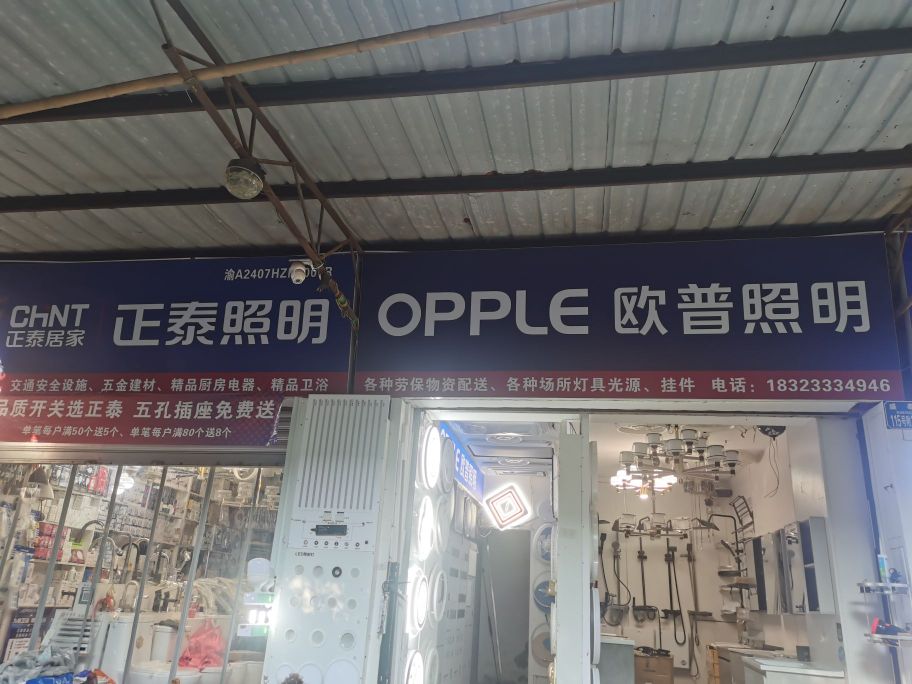 渝A2407HZ
CHNT
正泰居家
正泰照明
交通安全设施、五金建材、精品厨房电器、精品卫浴
品质开关选正泰 五孔插座免费送
单笔每户满50个送5个、单笔每户满80个送8个
OPPLE 欧普照明
各种劳保物资配送、各种场所灯具光源、挂件 电话：18323334946
115号